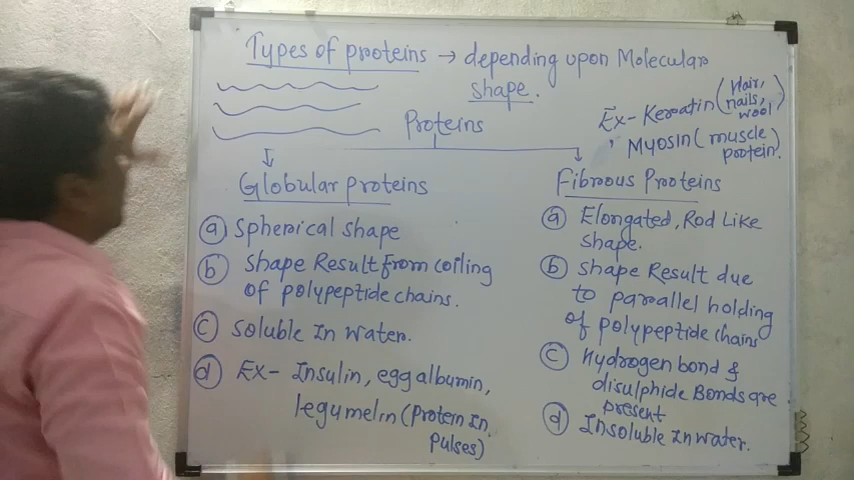 Types of proteins → depending upon Molecular
shape.
Ex- Keratin (Hair,
nails,
wool)
, Myosin (muscle
protein.)
Proteins
Globular proteins
ⓐ Spherical shape
ⓑ Shape Result from coiling
of polypeptide chains.
ⓒ Soluble In water.
ⓓ Ex- Insulin, egg albumin,
legumelin (Protein In
pulses)
Fibrous Proteins
ⓐ Elongated, Rod Like
shape.
ⓑ Shape Result due
to parallel holding
of polypeptide chains
ⓒ Hydrogen bond &
disulphide Bonds are
present
ⓓ Insoluble In water.